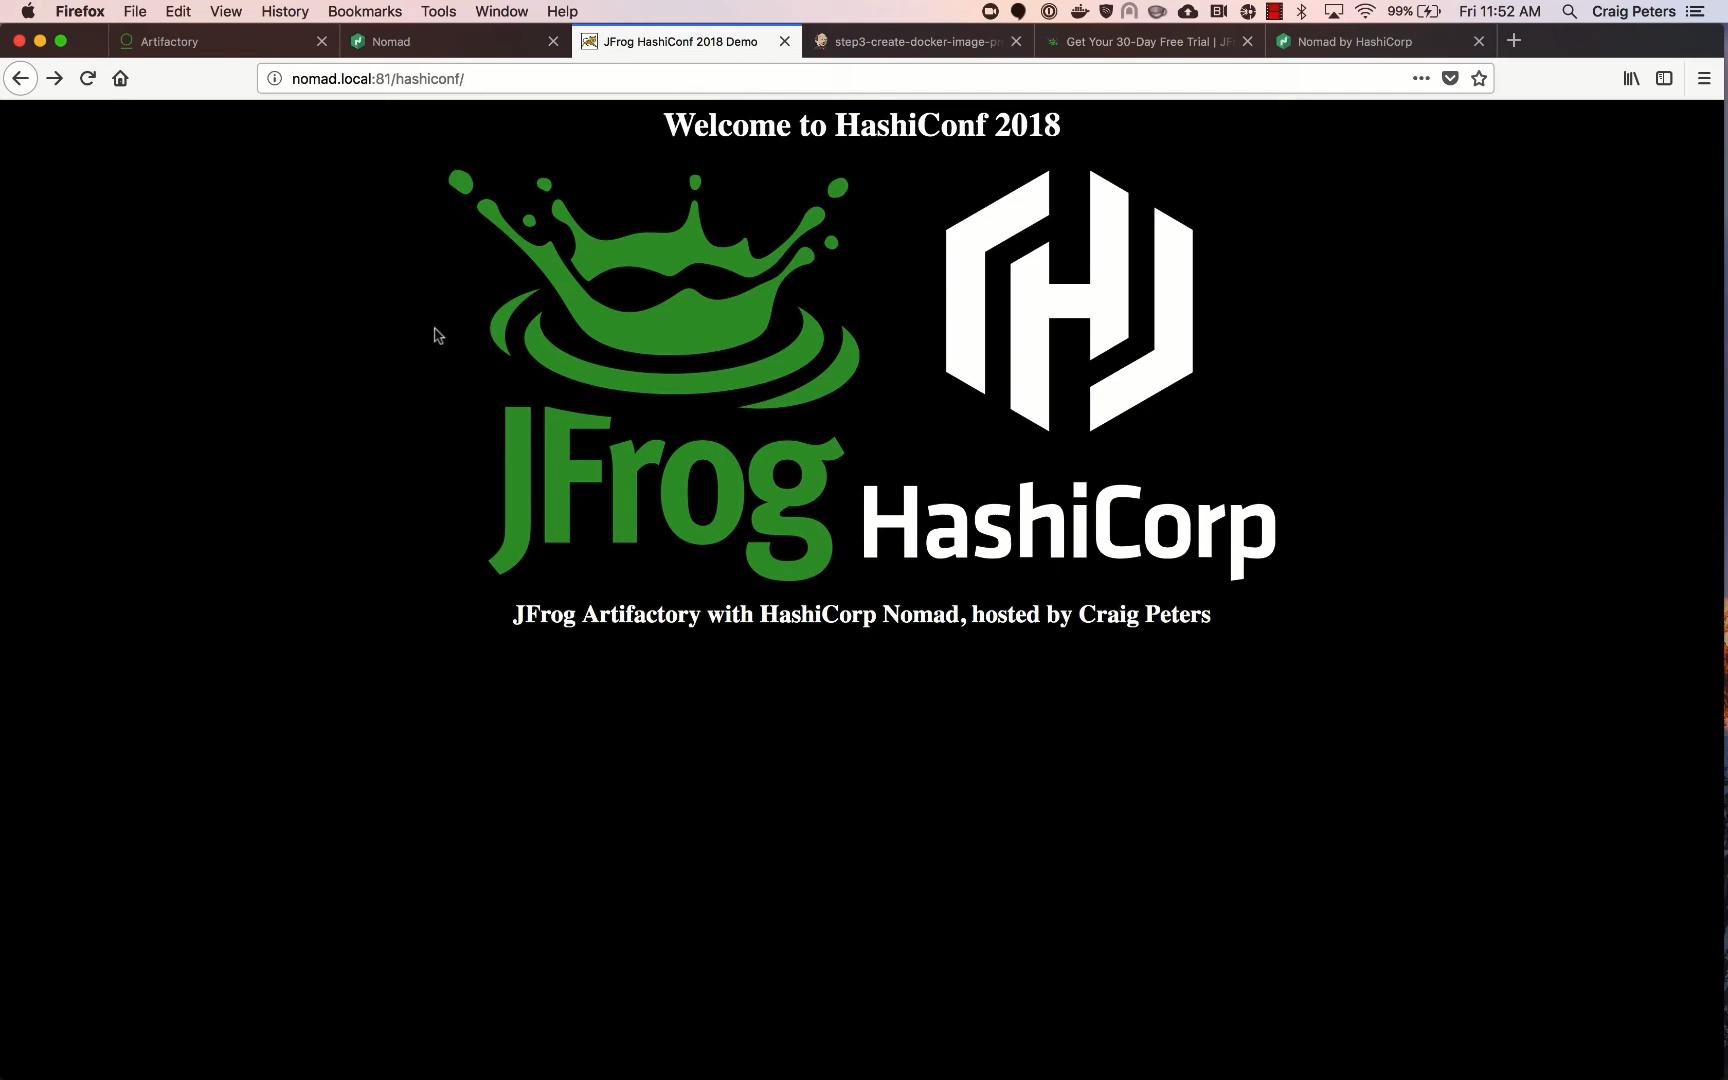 Firefox File Edit View History Bookmarks Tools Window Help 99% Fri 11:52 AM Craig Peters
Artifactory Nomad JFrog HashiConf 2018 Demo step3-create-docker-image-pr Get Your 30-Day Free Trial | JFr Nomad by HashiCorp
nomad.local:81/hashiconf/
Welcome to HashiConf 2018
JFrog HashiCorp
JFrog Artifactory with HashiCorp Nomad, hosted by Craig Peters